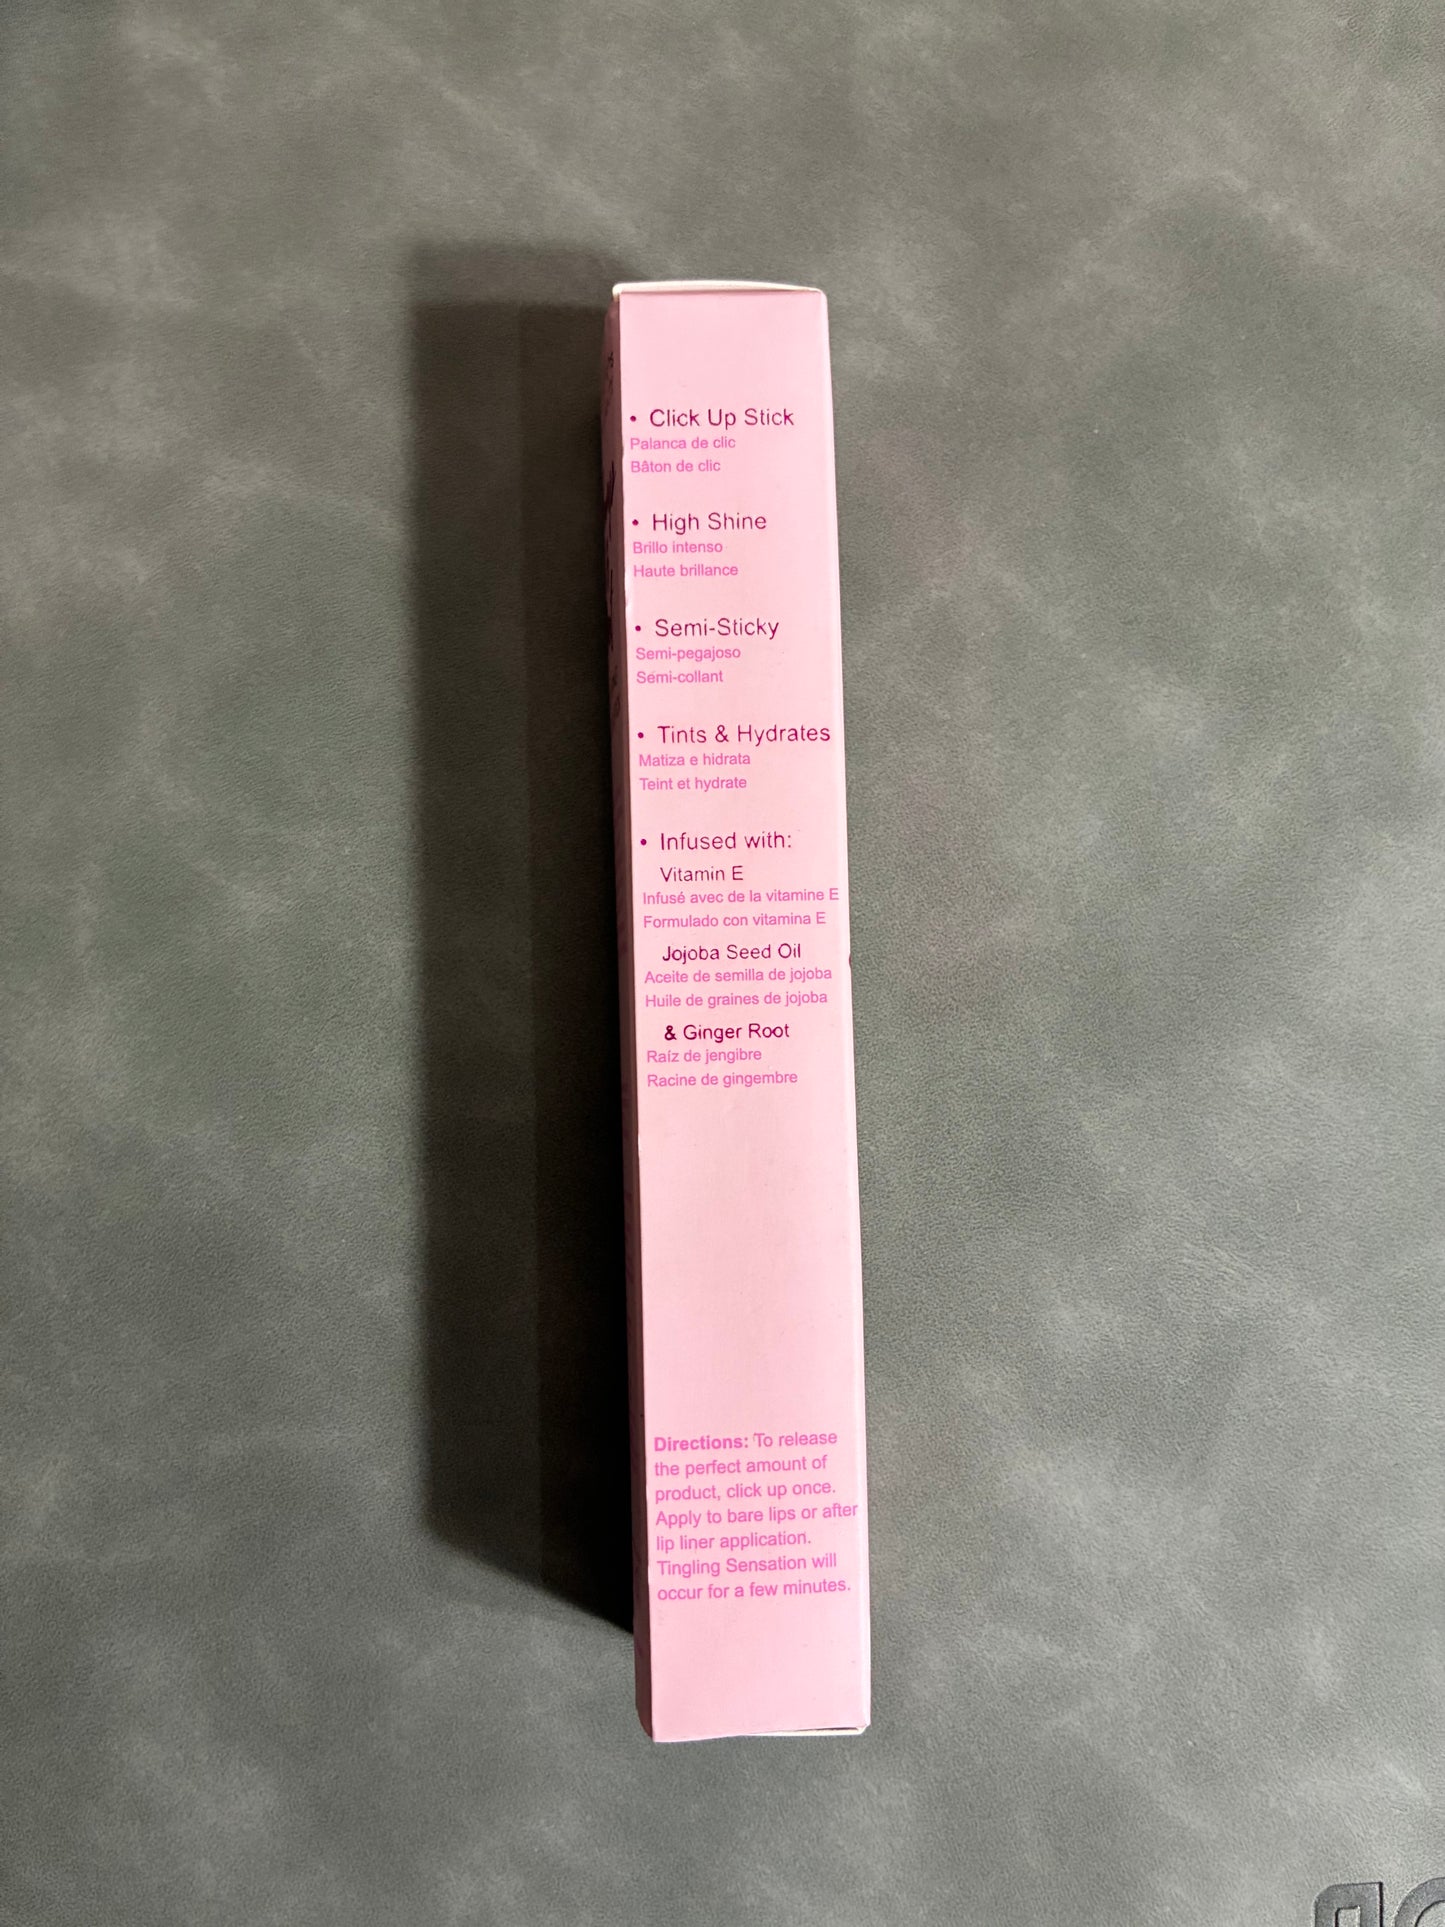 • Click Up Stick
Palanca de clic
Bâton de clic
• High Shine
Brillo intenso
Haute brillance
• Semi-Sticky
Semi-pegajoso
Semi-collant
• Tints & Hydrates
Matiza e hidrata
Teint et hydrate
• Infused with:
Vitamin E
Infusé avec de la vitamine E
Formulado con vitamina E
Jojoba Seed Oil
Aceite de semilla de jojoba
Huile de graines de jojoba
& Ginger Root
Raíz de jengibre
Racine de gingembre
Directions: To release
the perfect amount of
product, click up once.
Apply to bare lips or after
lip liner application.
Tingling Sensation will
occur for a few minutes.